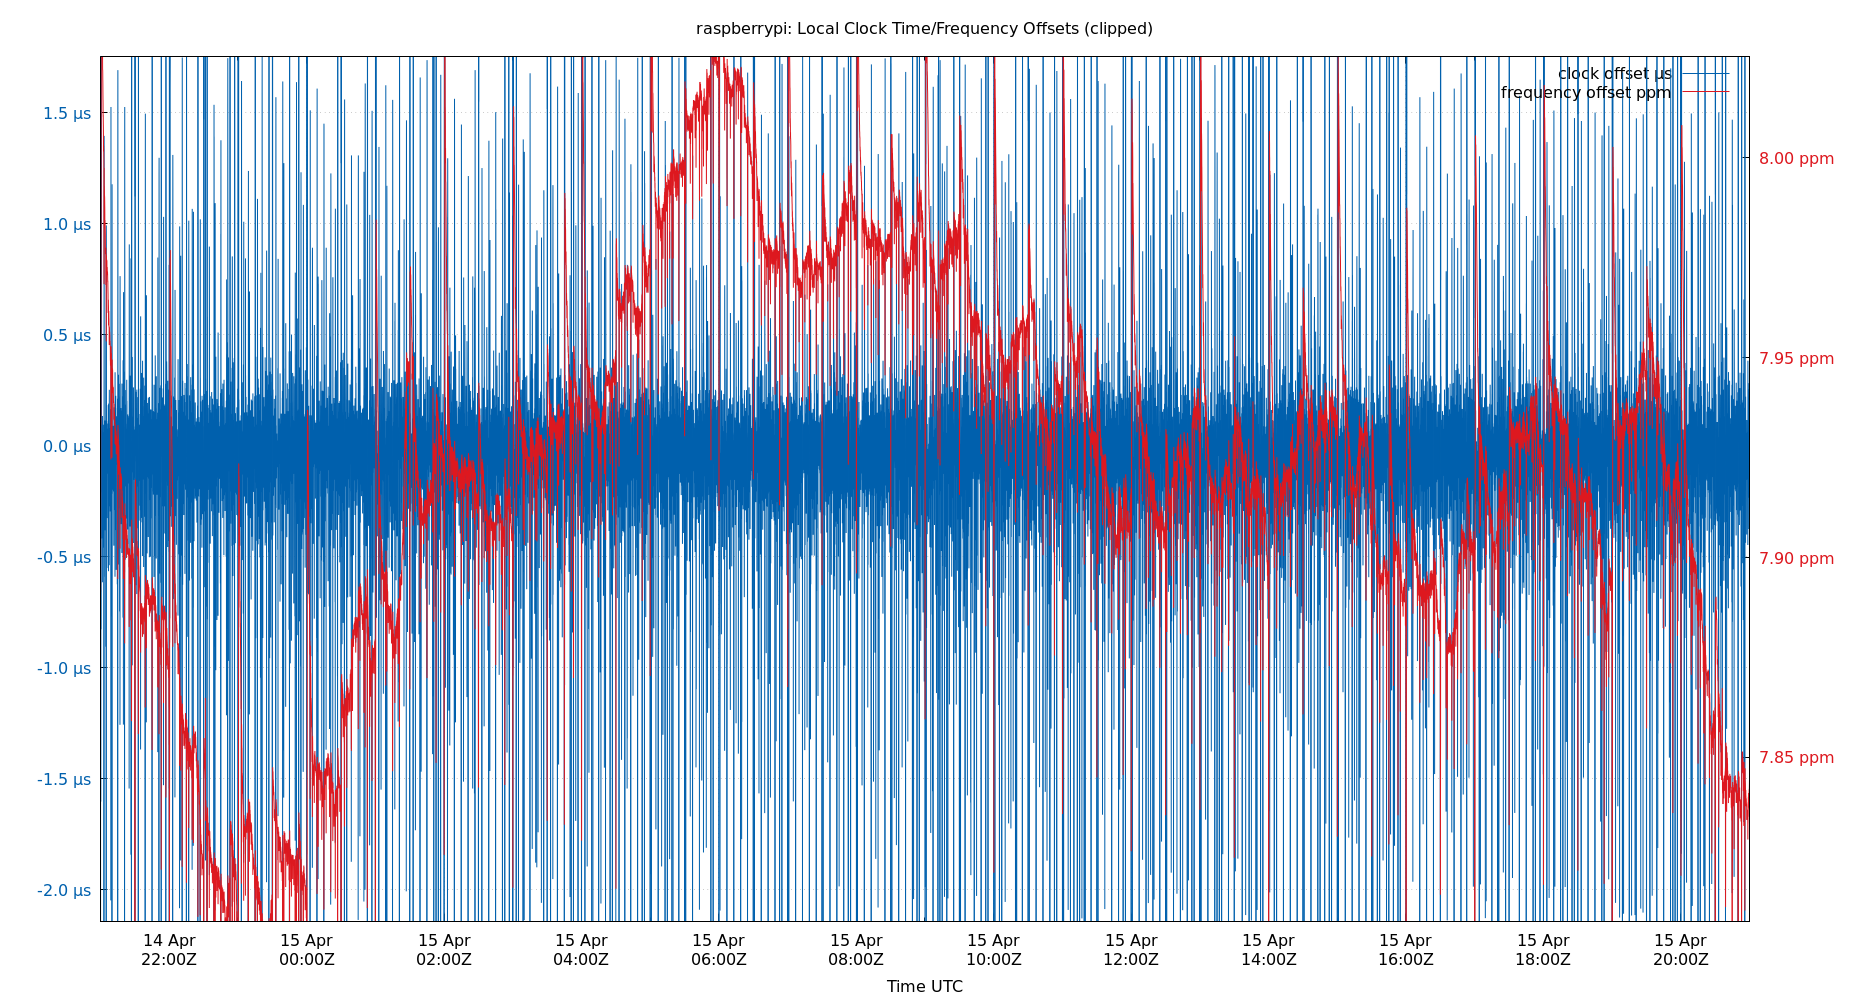 raspberrypi: Local Clock Time/Frequency Offsets (clipped)
clock offset µs
frequency offset ppm
1.5 µs
1.0 µs
0.5 µs
0.0 µs
-0.5 µs
-1.0 µs
-1.5 µs
-2.0 µs
8.00 ppm
7.95 ppm
7.90 ppm
7.85 ppm
14 Apr 15 Apr 15 Apr 15 Apr 15 Apr 15 Apr 15 Apr 15 Apr 15 Apr 15 Apr 15 Apr 15 Apr
22:00Z 00:00Z 02:00Z 04:00Z 06:00Z 08:00Z 10:00Z 12:00Z 14:00Z 16:00Z 18:00Z 20:00Z
Time UTC